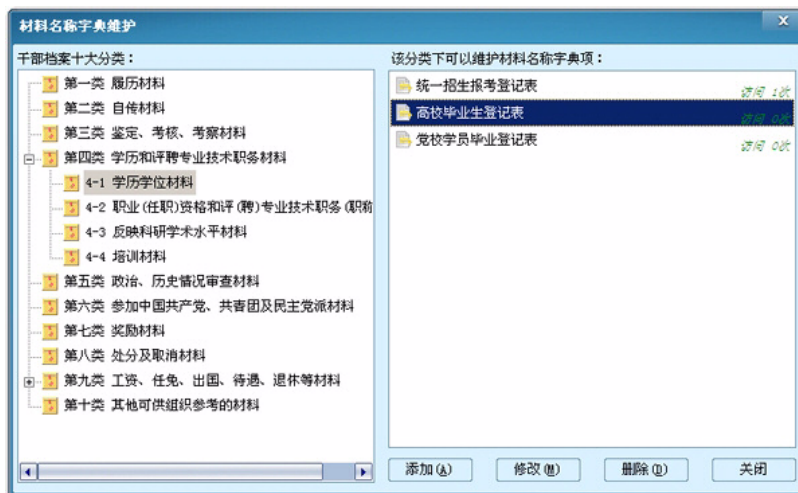 材料名称字典维护
干部档案十大分类：
第一类 履历材料
第二类 自传材料
第三类 鉴定、考核、考察材料
第四类 学历和评聘专业技术职务材料
4-1 学历学位材料
4-2 职业(任职)资格和评(聘)专业技术职务(职称
4-3 反映科研学术水平材料
4-4 培训材料
第五类 政治、历史情况审查材料
第六类 参加中国共产党、共青团及民主党派材料
第七类 奖励材料
第八类 处分及取消材料
第九类 工资、任免、出国、待遇、退休等材料
第十类 其他可供组织参考的材料
该分类下可以维护材料名称字典项：
统一招生报考登记表
访问 1次
高校毕业生登记表
访问 0次
党校学员毕业登记表
访问 0次
添加(A)
修改(M)
删除(D)
关闭